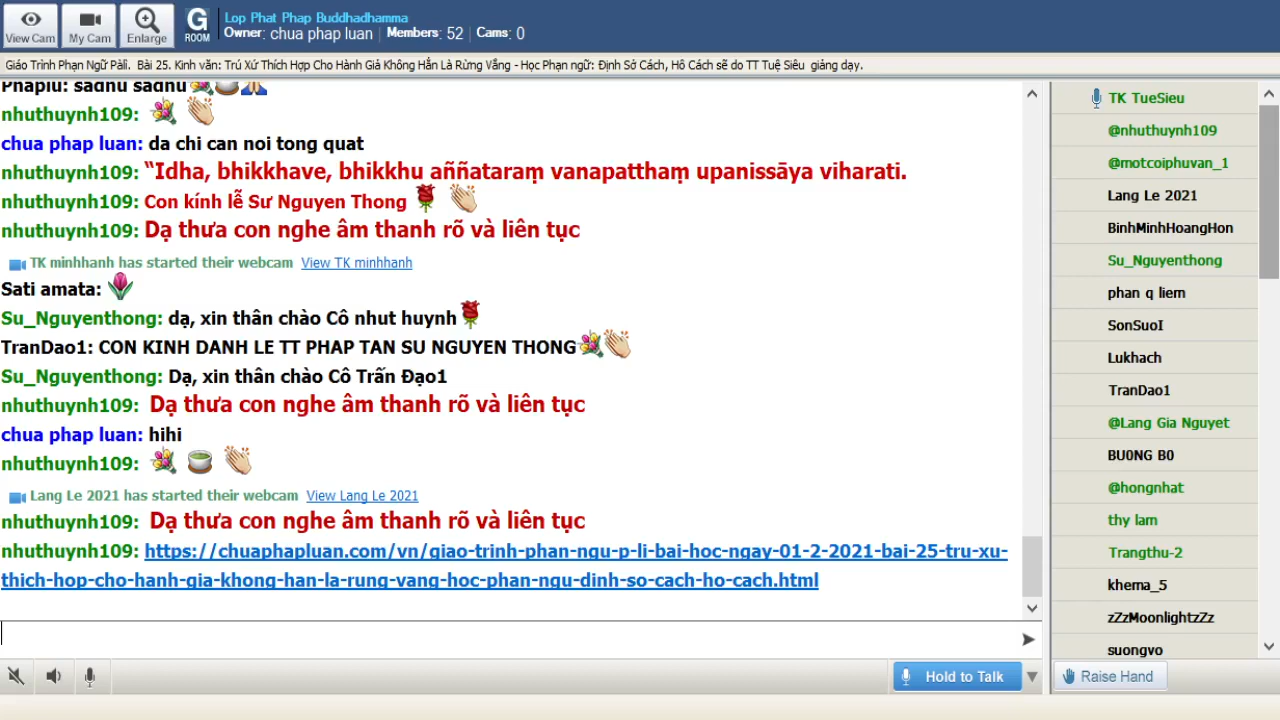 View Cam
My Cam
Enlarge
G
ROOM
Lop Phat Phap Buddhadhamma
Owner: chua phap luan Members: 52 Cams: 0
Giáo Trình Phạn Ngữ Pàli. Bài 25. Kinh văn: Trú Xứ Thích Hợp Cho Hành Giả Không Hẳn Là Rừng Vắng - Học Phạn ngữ: Định Sở Cách, Hô Cách sẽ do TT Tuệ Siêu giảng dạy.
Phapiu: sadhu sadhu
nhuthuynh109:
chua phap luan: da chi can noi tong quat
nhuthuynh109: “Idha, bhikkhave, bhikkhu aññataraṃ vanapatthaṃ upanissāya viharati.
nhuthuynh109: Con kính lễ Sư Nguyen Thong
nhuthuynh109: Dạ thưa con nghe âm thanh rõ và liên tục
TK minhhanh has started their webcam View TK minhhanh
Sati amata:
Su_Nguyenthong: dạ, xin thân chào Cô nhut huynh
TranDao1: CON KINH DANH LE TT PHAP TAN SU NGUYEN THONG
Su_Nguyenthong: Dạ, xin thân chào Cô Trấn Đạo1
nhuthuynh109: Dạ thưa con nghe âm thanh rõ và liên tục
chua phap luan: hihi
nhuthuynh109:
Lang Le 2021 has started their webcam View Lang Le 2021
nhuthuynh109: Dạ thưa con nghe âm thanh rõ và liên tục
nhuthuynh109: https://chuaphapluan.com/vn/giao-trinh-phan-ngu-p-li-bai-hoc-ngay-01-2-2021-bai-25-tru-xu-
thich-hop-cho-hanh-gia-khong-han-la-rung-vang-hoc-phan-ngu-dinh-so-cach-ho-cach.html
Hold to Talk
TK TueSieu
@nhuthuynh109
@motcoiphuvan_1
Lang Le 2021
BinhMinhHoangHon
Su_Nguyenthong
phan q liem
SonSuoI
Lukhach
TranDao1
@Lang Gia Nguyet
BU0NG B0
@hongnhat
thy lam
Trangthu-2
khema_5
zZzMoonlightzZz
suongvo
Raise Hand